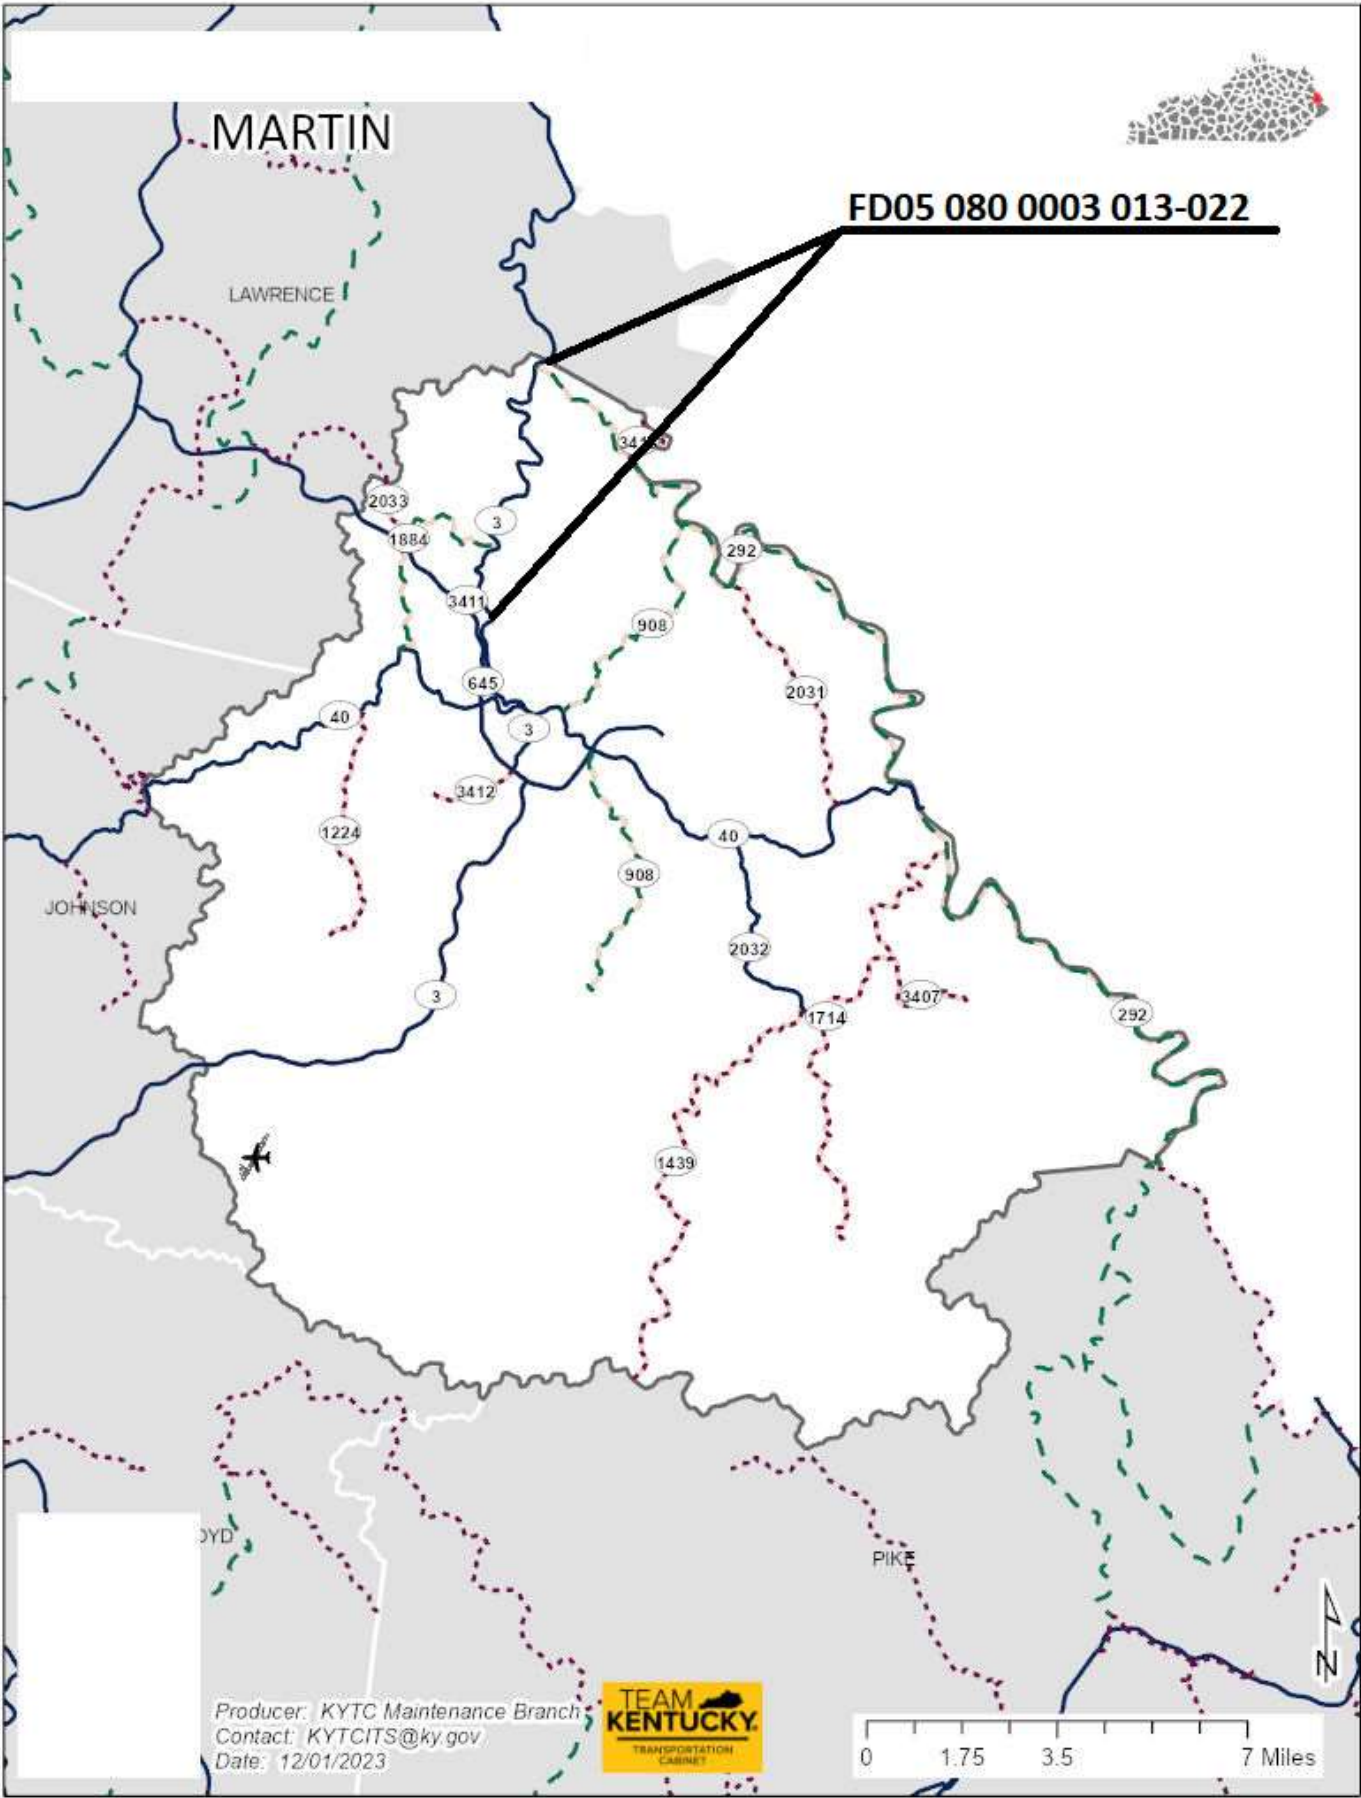 MARTIN
FD05 080 0003 013-022
LAWRENCE
2033
3
1884
292
3411
908
645
2031
40
3
3412
1224
40
908
JOHNSON
2032
3
3407
1714
292
1439
PIKE
N
Producer: KYTC Maintenance Branch
Contact: KYTCITS@ky.gov
Date: 12/01/2023
TEAM
KENTUCKY
TRANSPORTATION
CABINET
0 1.75 3.5 7 Miles